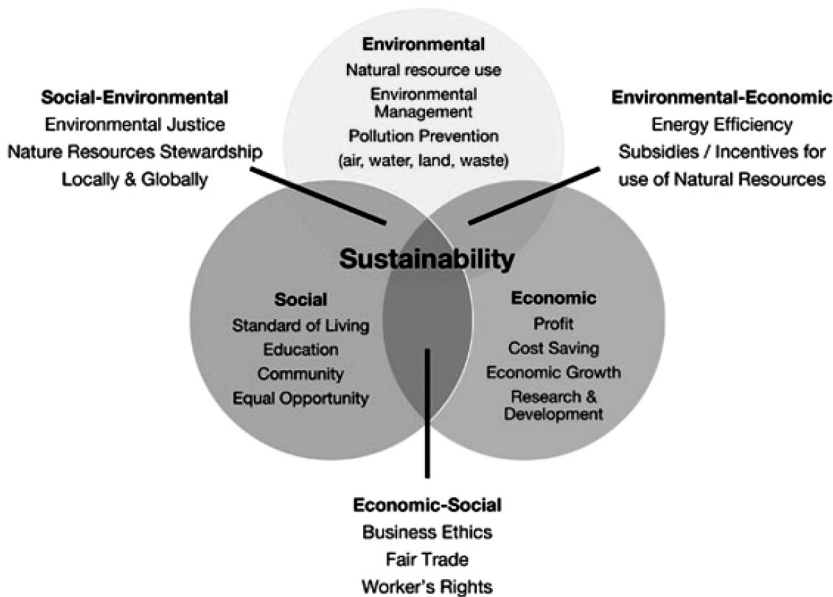 Environmental
Natural resource use
Environmental
Management
Pollution Prevention
(air, water, land, waste)
Social-Environmental
Environmental Justice
Nature Resources Stewardship
Locally & Globally
Environmental-Economic
Energy Efficiency
Subsidies / Incentives for
use of Natural Resources
Sustainability
Social
Standard of Living
Education
Community
Equal Opportunity
Economic
Profit
Cost Saving
Economic Growth
Research &
Development
Economic-Social
Business Ethics
Fair Trade
Worker's Rights